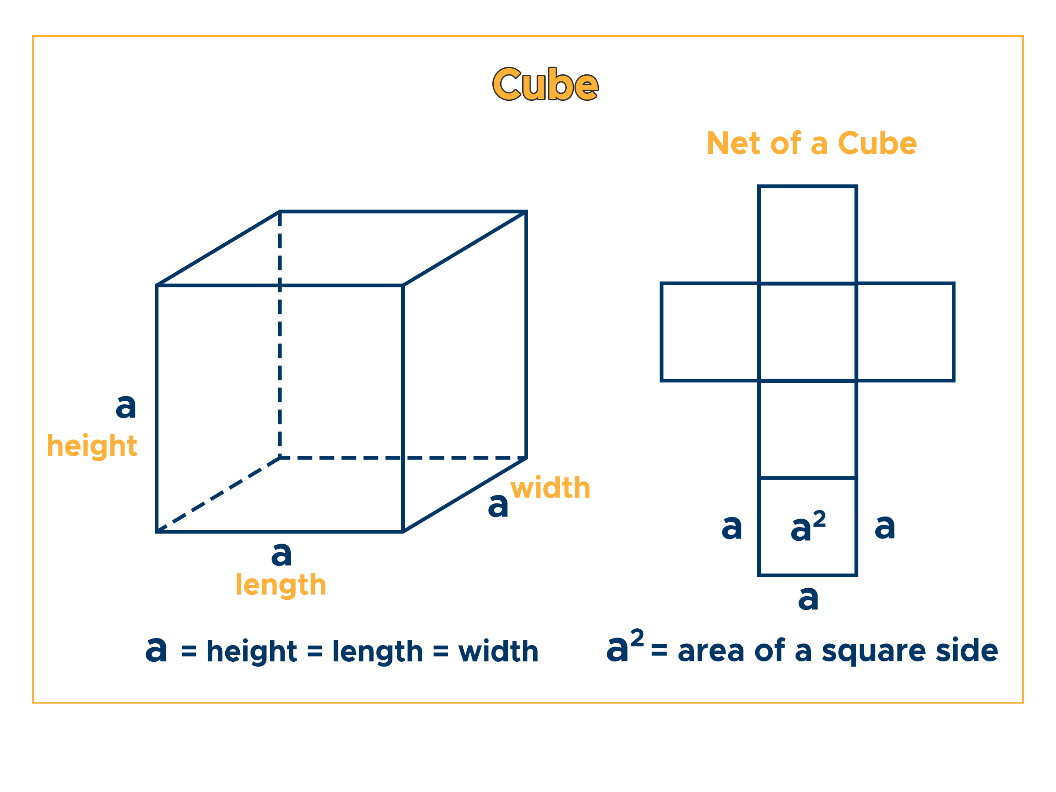 Cube
Net of a Cube
a
height
a width
a
length
a a² a
a
a = height = length = width
a² = area of a square side